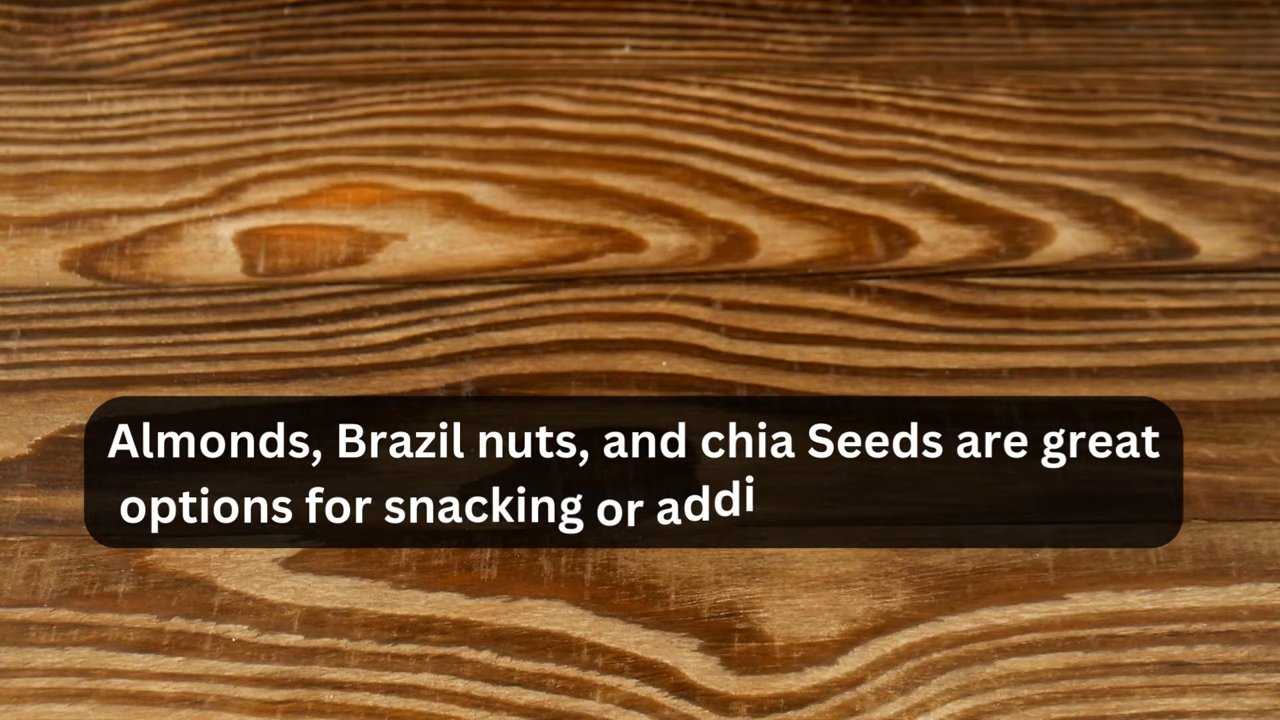 Almonds, Brazil nuts, and chia Seeds are great
options for snacking or addi